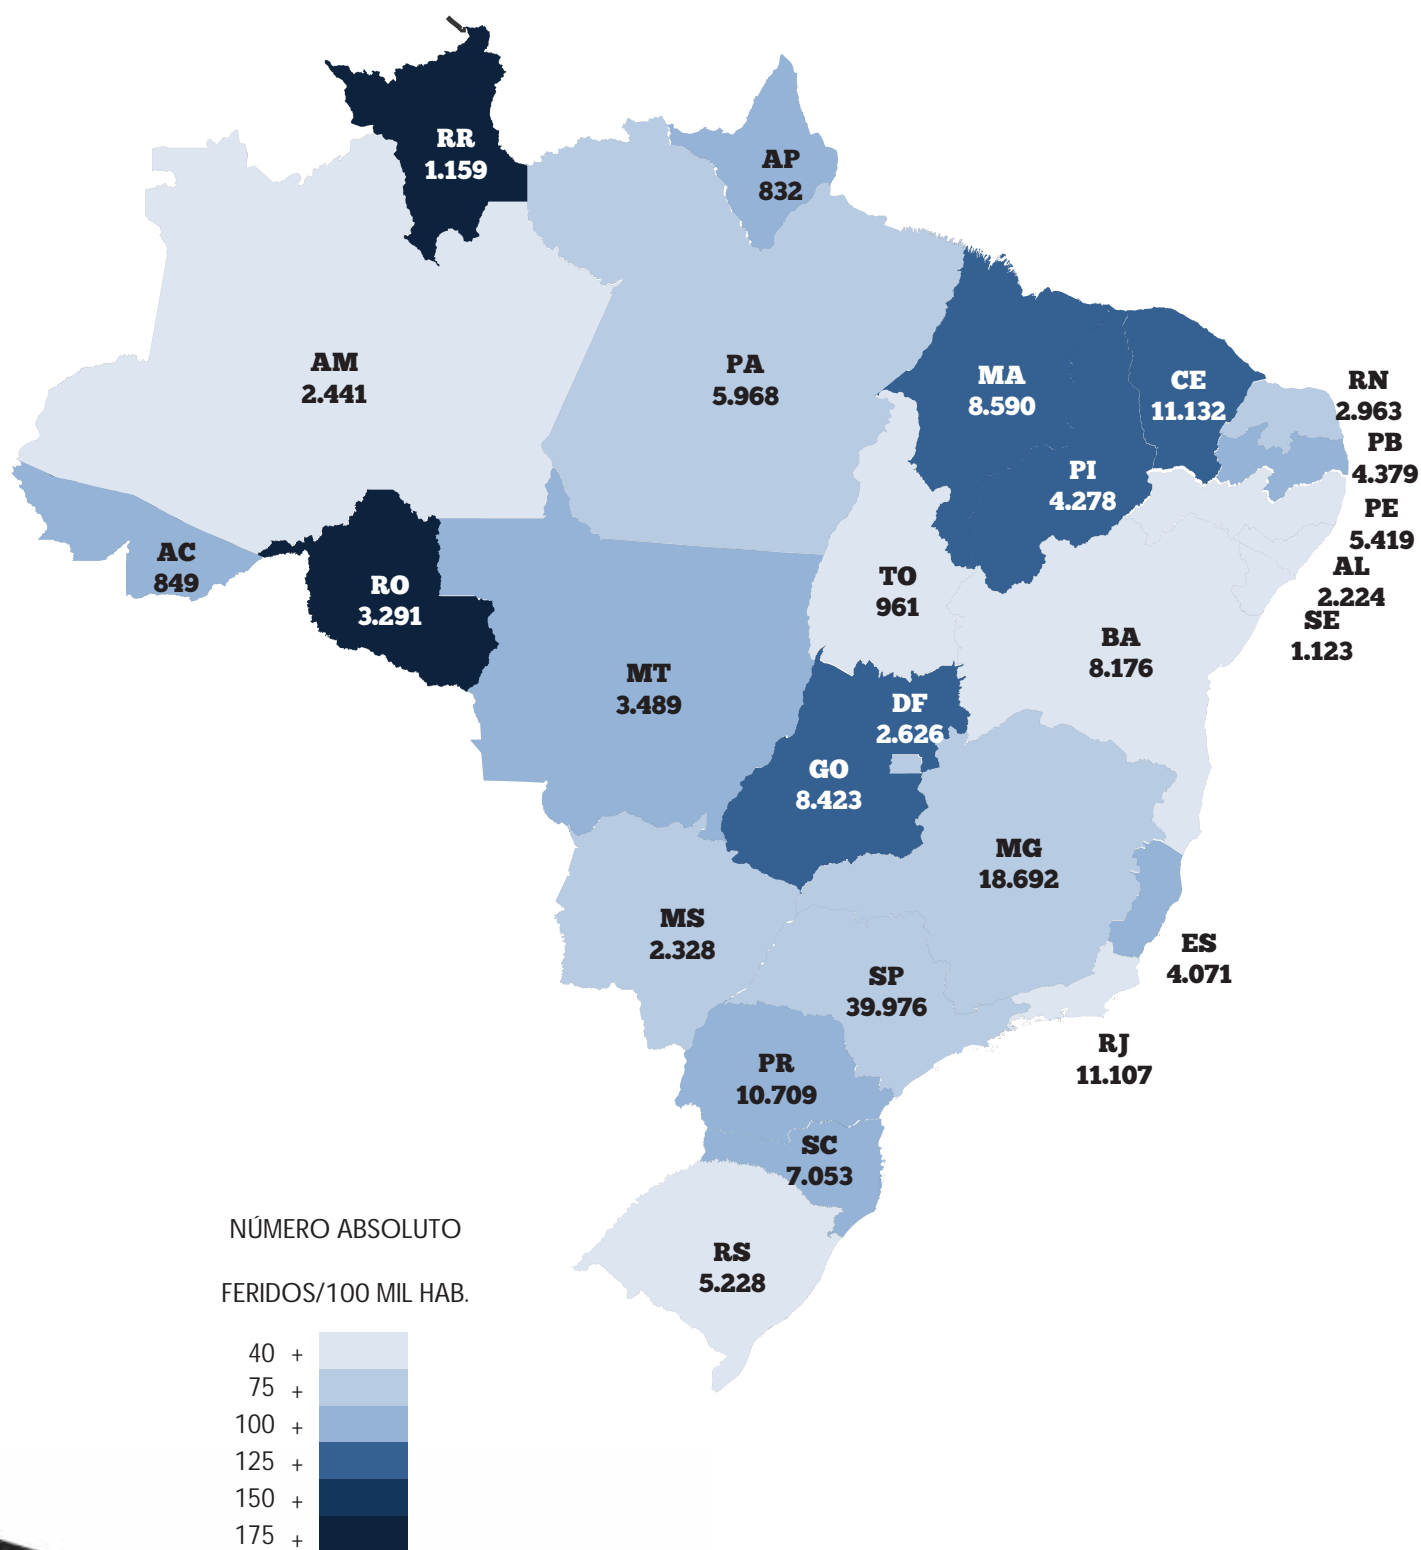 RR
1.159
AP
832
AM
2.441
PA
5.968
MA
8.590
CE
11.132
RN
2.963
PB
4.379
PI
4.278
PE
5.419
AC
849
RO
3.291
TO
961
AL
2.224
SE
1.123
BA
8.176
MT
3.489
DF
2.626
GO
8.423
MG
18.692
MS
2.328
ES
4.071
SP
39.976
RJ
11.107
PR
10.709
SC
7.053
RS
5.228
NÚMERO ABSOLUTO
FERIDOS/100 MIL HAB.
40 +
75 +
100 +
125 +
150 +
175 +